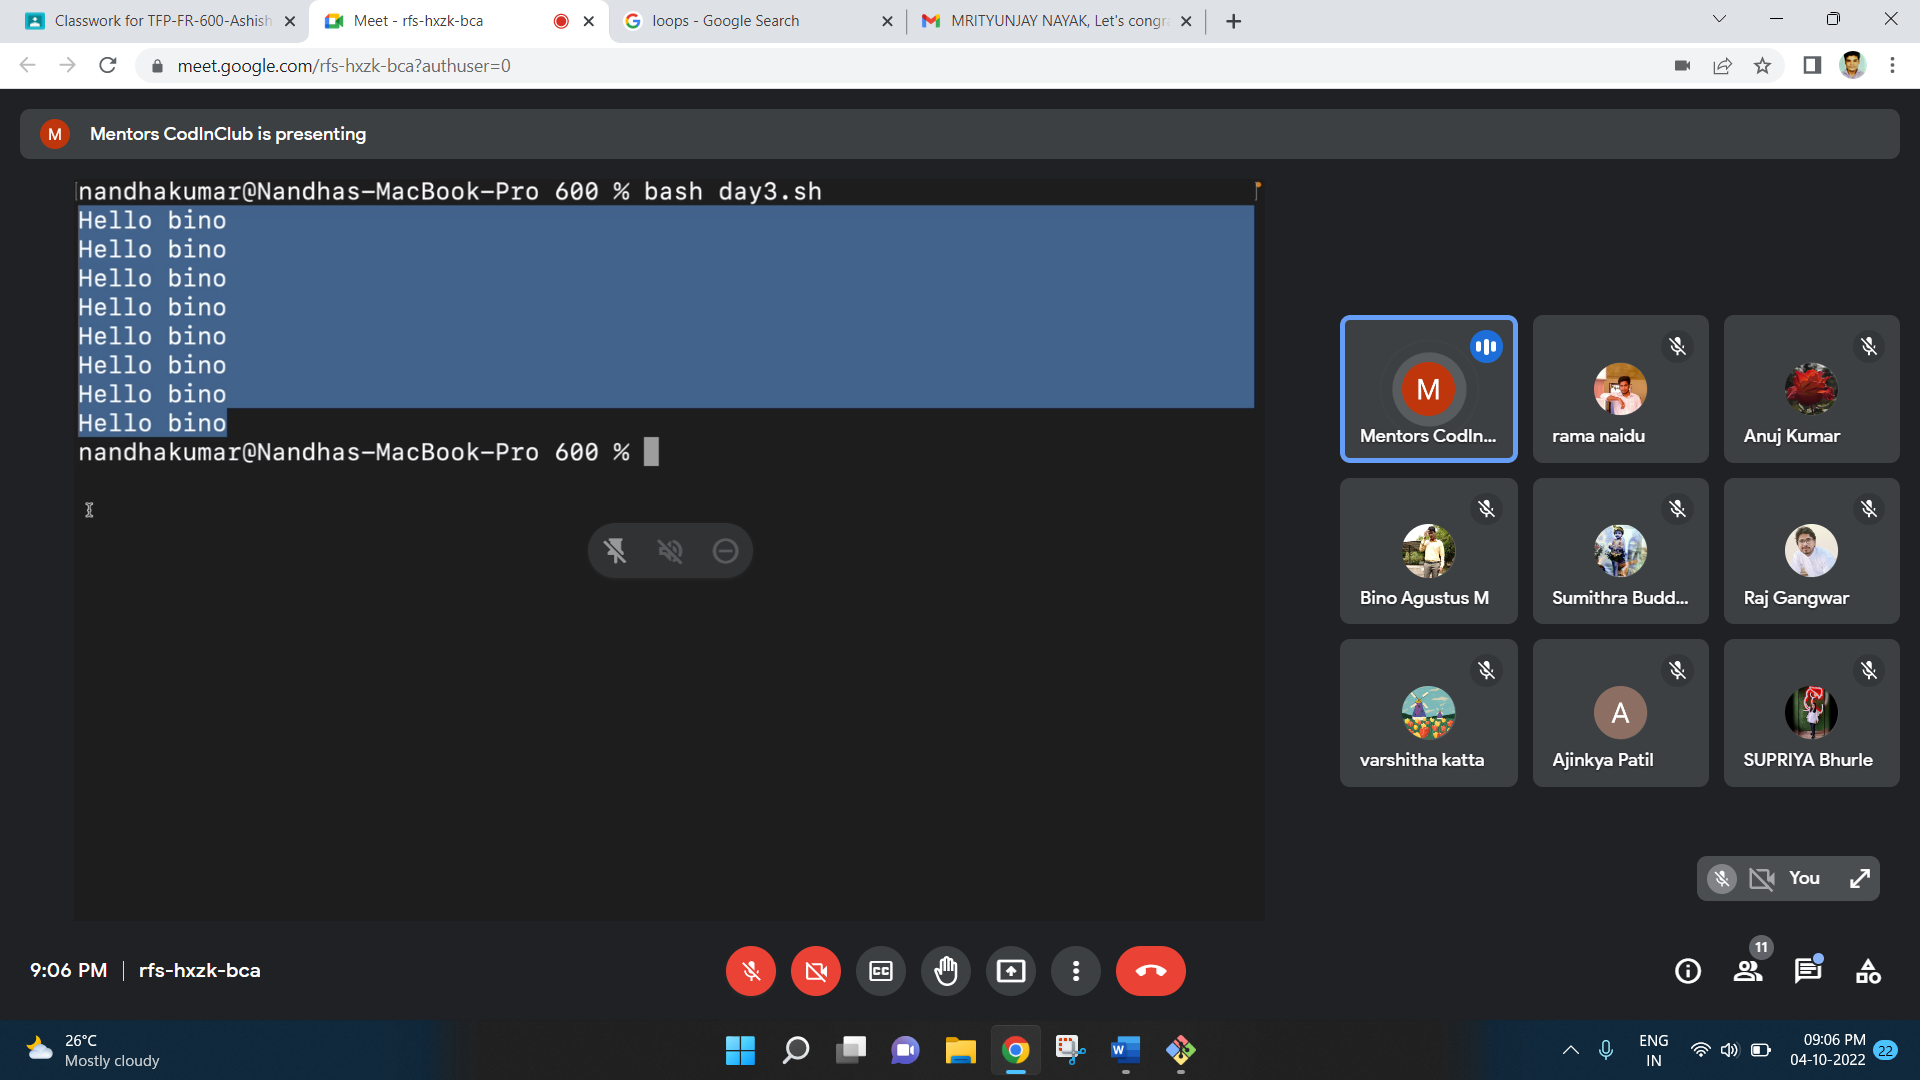 Classwork for TFP-FR-600-Ashish
Meet - rfs-hxzk-bca
loops - Google Search
MRITYUNJAY NAYAK, Let's congr
meet.google.com/rfs-hxzk-bca?authuser=0
M
Mentors CodInClub is presenting
nandhakumar@Nandhas-MacBook-Pro 600 % bash day3.sh
Hello bino
Hello bino
Hello bino
Hello bino
Hello bino
Hello bino
Hello bino
Hello bino
nandhakumar@Nandhas-MacBook-Pro 600 %
M
Mentors CodIn...
rama naidu
Anuj Kumar
Bino Agustus M
Sumithra Budd...
Raj Gangwar
varshitha katta
A
Ajinkya Patil
SUPRIYA Bhurle
You
9:06 PM | rfs-hxzk-bca
CC
11
26°C
Mostly cloudy
W
ENG
IN
09:06 PM
04-10-2022
22